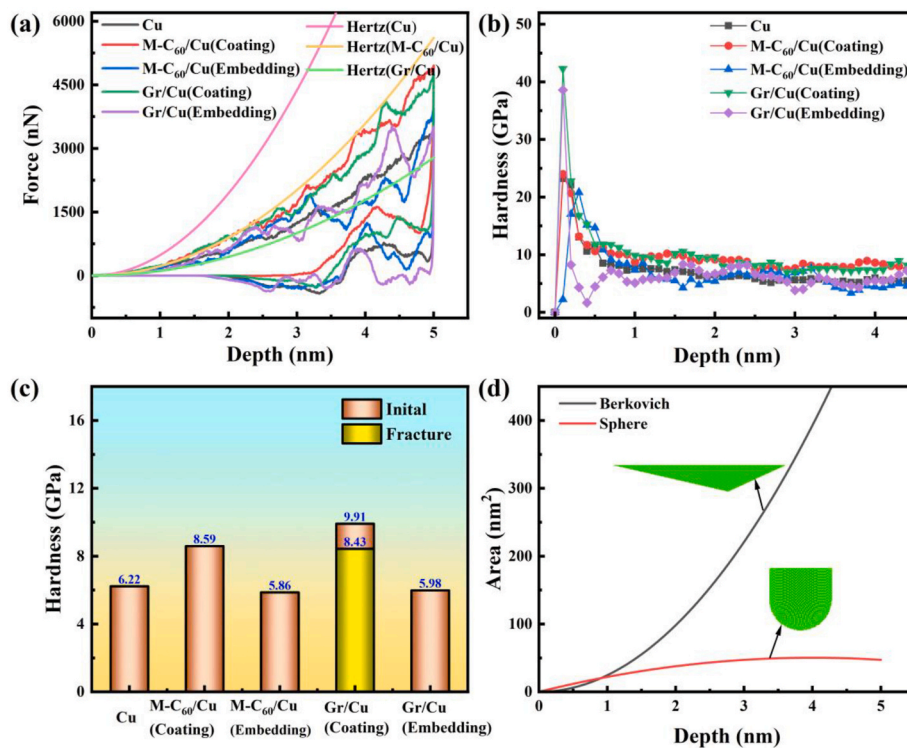 (a)
Cu
M-C60/Cu(Coating)
M-C60/Cu(Embedding)
Gr/Cu(Coating)
Gr/Cu(Embedding)
Hertz(Cu)
Hertz(M-C60/Cu)
Hertz(Gr/Cu)
6000
4500
3000
1500
0
Force (nN)
0 1 2 3 4 5
Depth (nm)
(b)
Cu
M-C60/Cu(Coating)
M-C60/Cu(Embedding)
Gr/Cu(Coating)
Gr/Cu(Embedding)
50
40
30
20
10
0
Hardness (GPa)
0 1 2 3 4
Depth (nm)
(c)
Inital
Fracture
16
12
8
4
0
Hardness (GPa)
6.22
8.59
5.86
9.91
8.43
5.98
Cu
M-C60/Cu
(Coating)
M-C60/Cu
(Embedding)
Gr/Cu
(Coating)
Gr/Cu
(Embedding)
(d)
Berkovich
Sphere
400
300
200
100
50
0
Area (nm2)
0 1 2 3 4 5
Depth (nm)